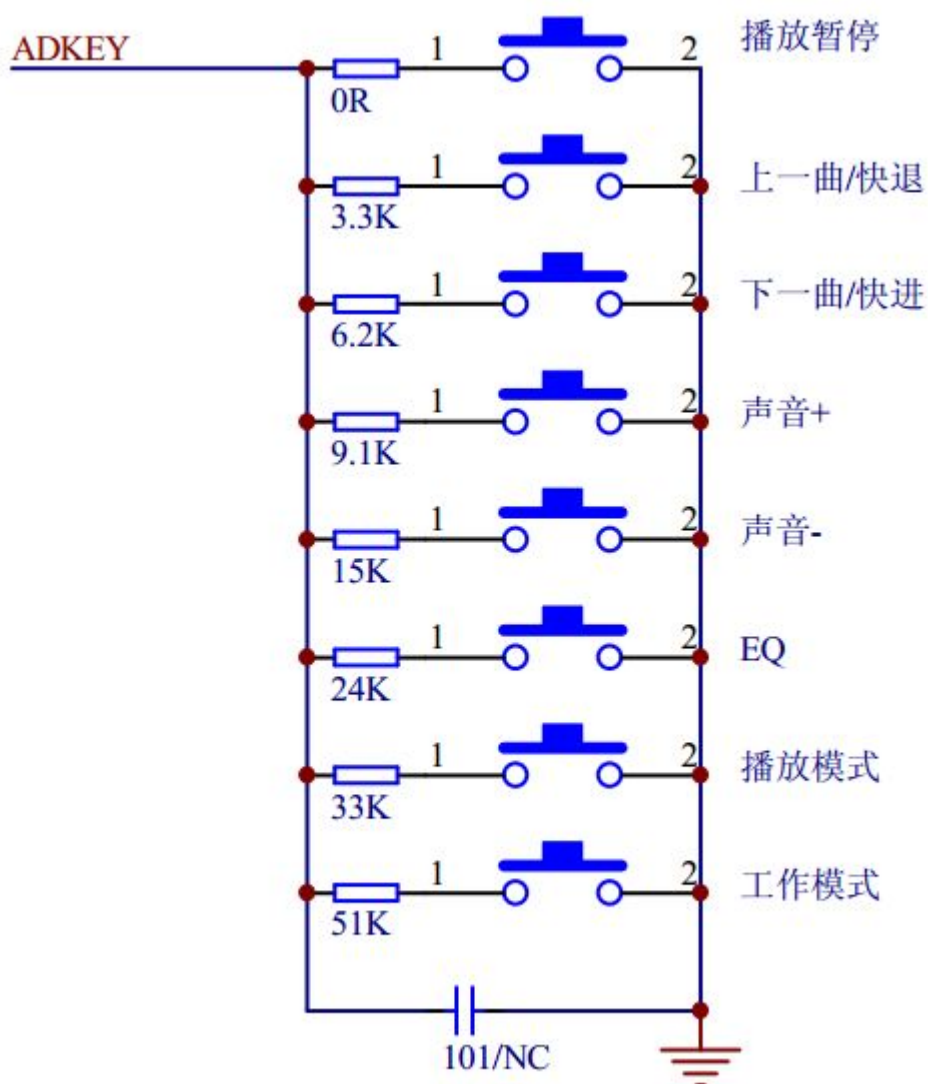 ADKEY 1 2 播放暂停
0R
1 2 上一曲/快退
3.3K
1 2 下一曲/快进
6.2K
1 2 声音+
9.1K
1 2 声音-
15K
1 2 EQ
24K
1 2 播放模式
33K
1 2 工作模式
51K
101/NC